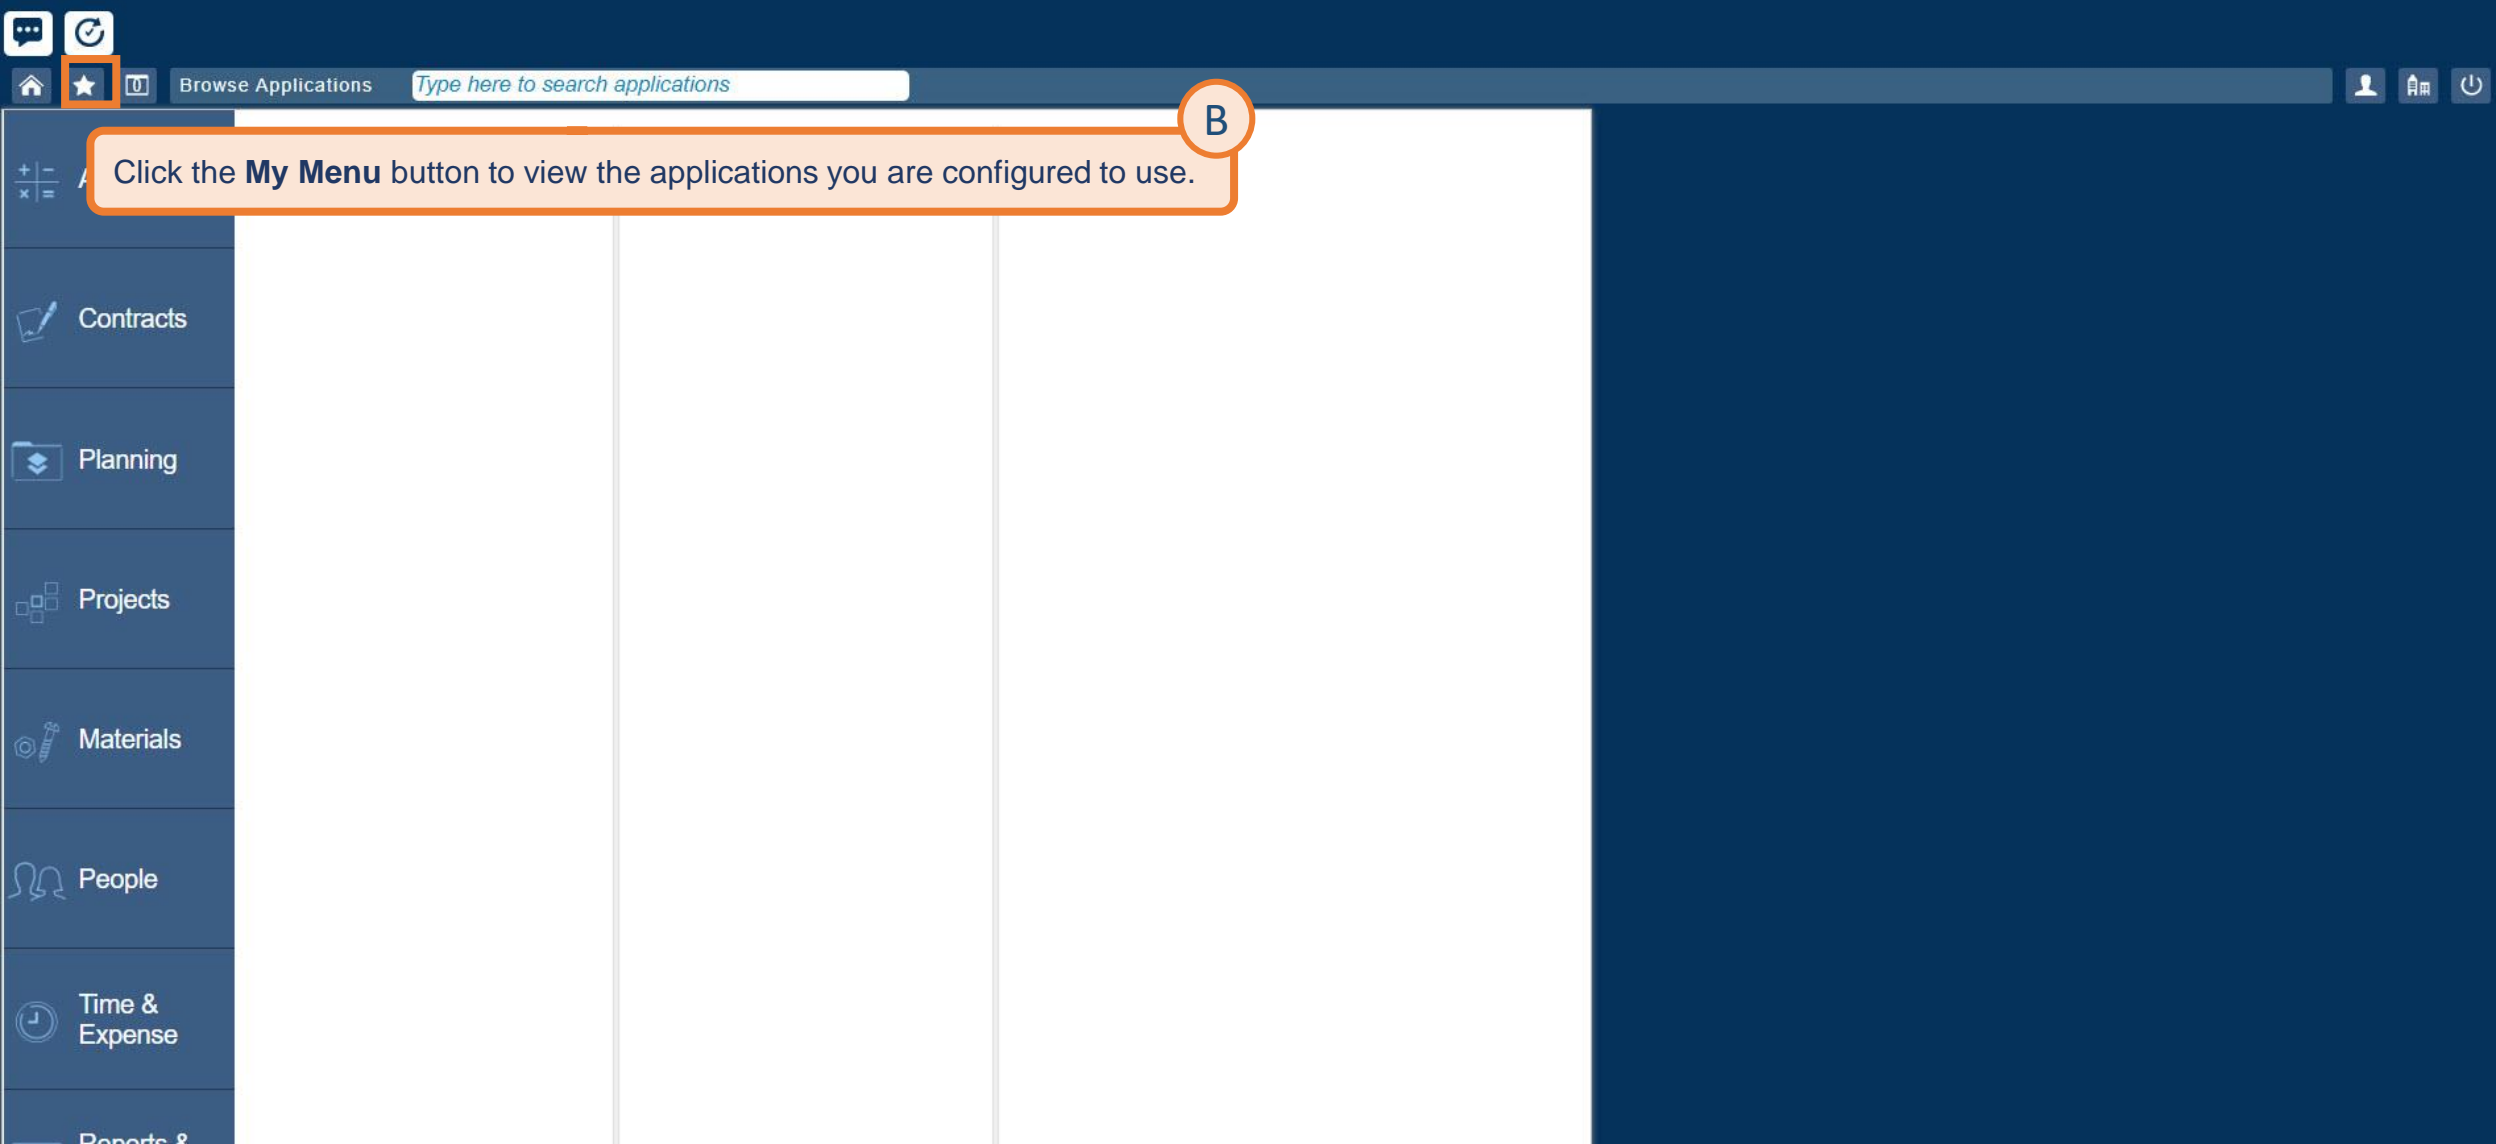 Browse Applications
Type here to search applications
B
Click the My Menu button to view the applications you are configured to use.
Contracts
Planning
Projects
Materials
People
Time &
Expense
Reports &